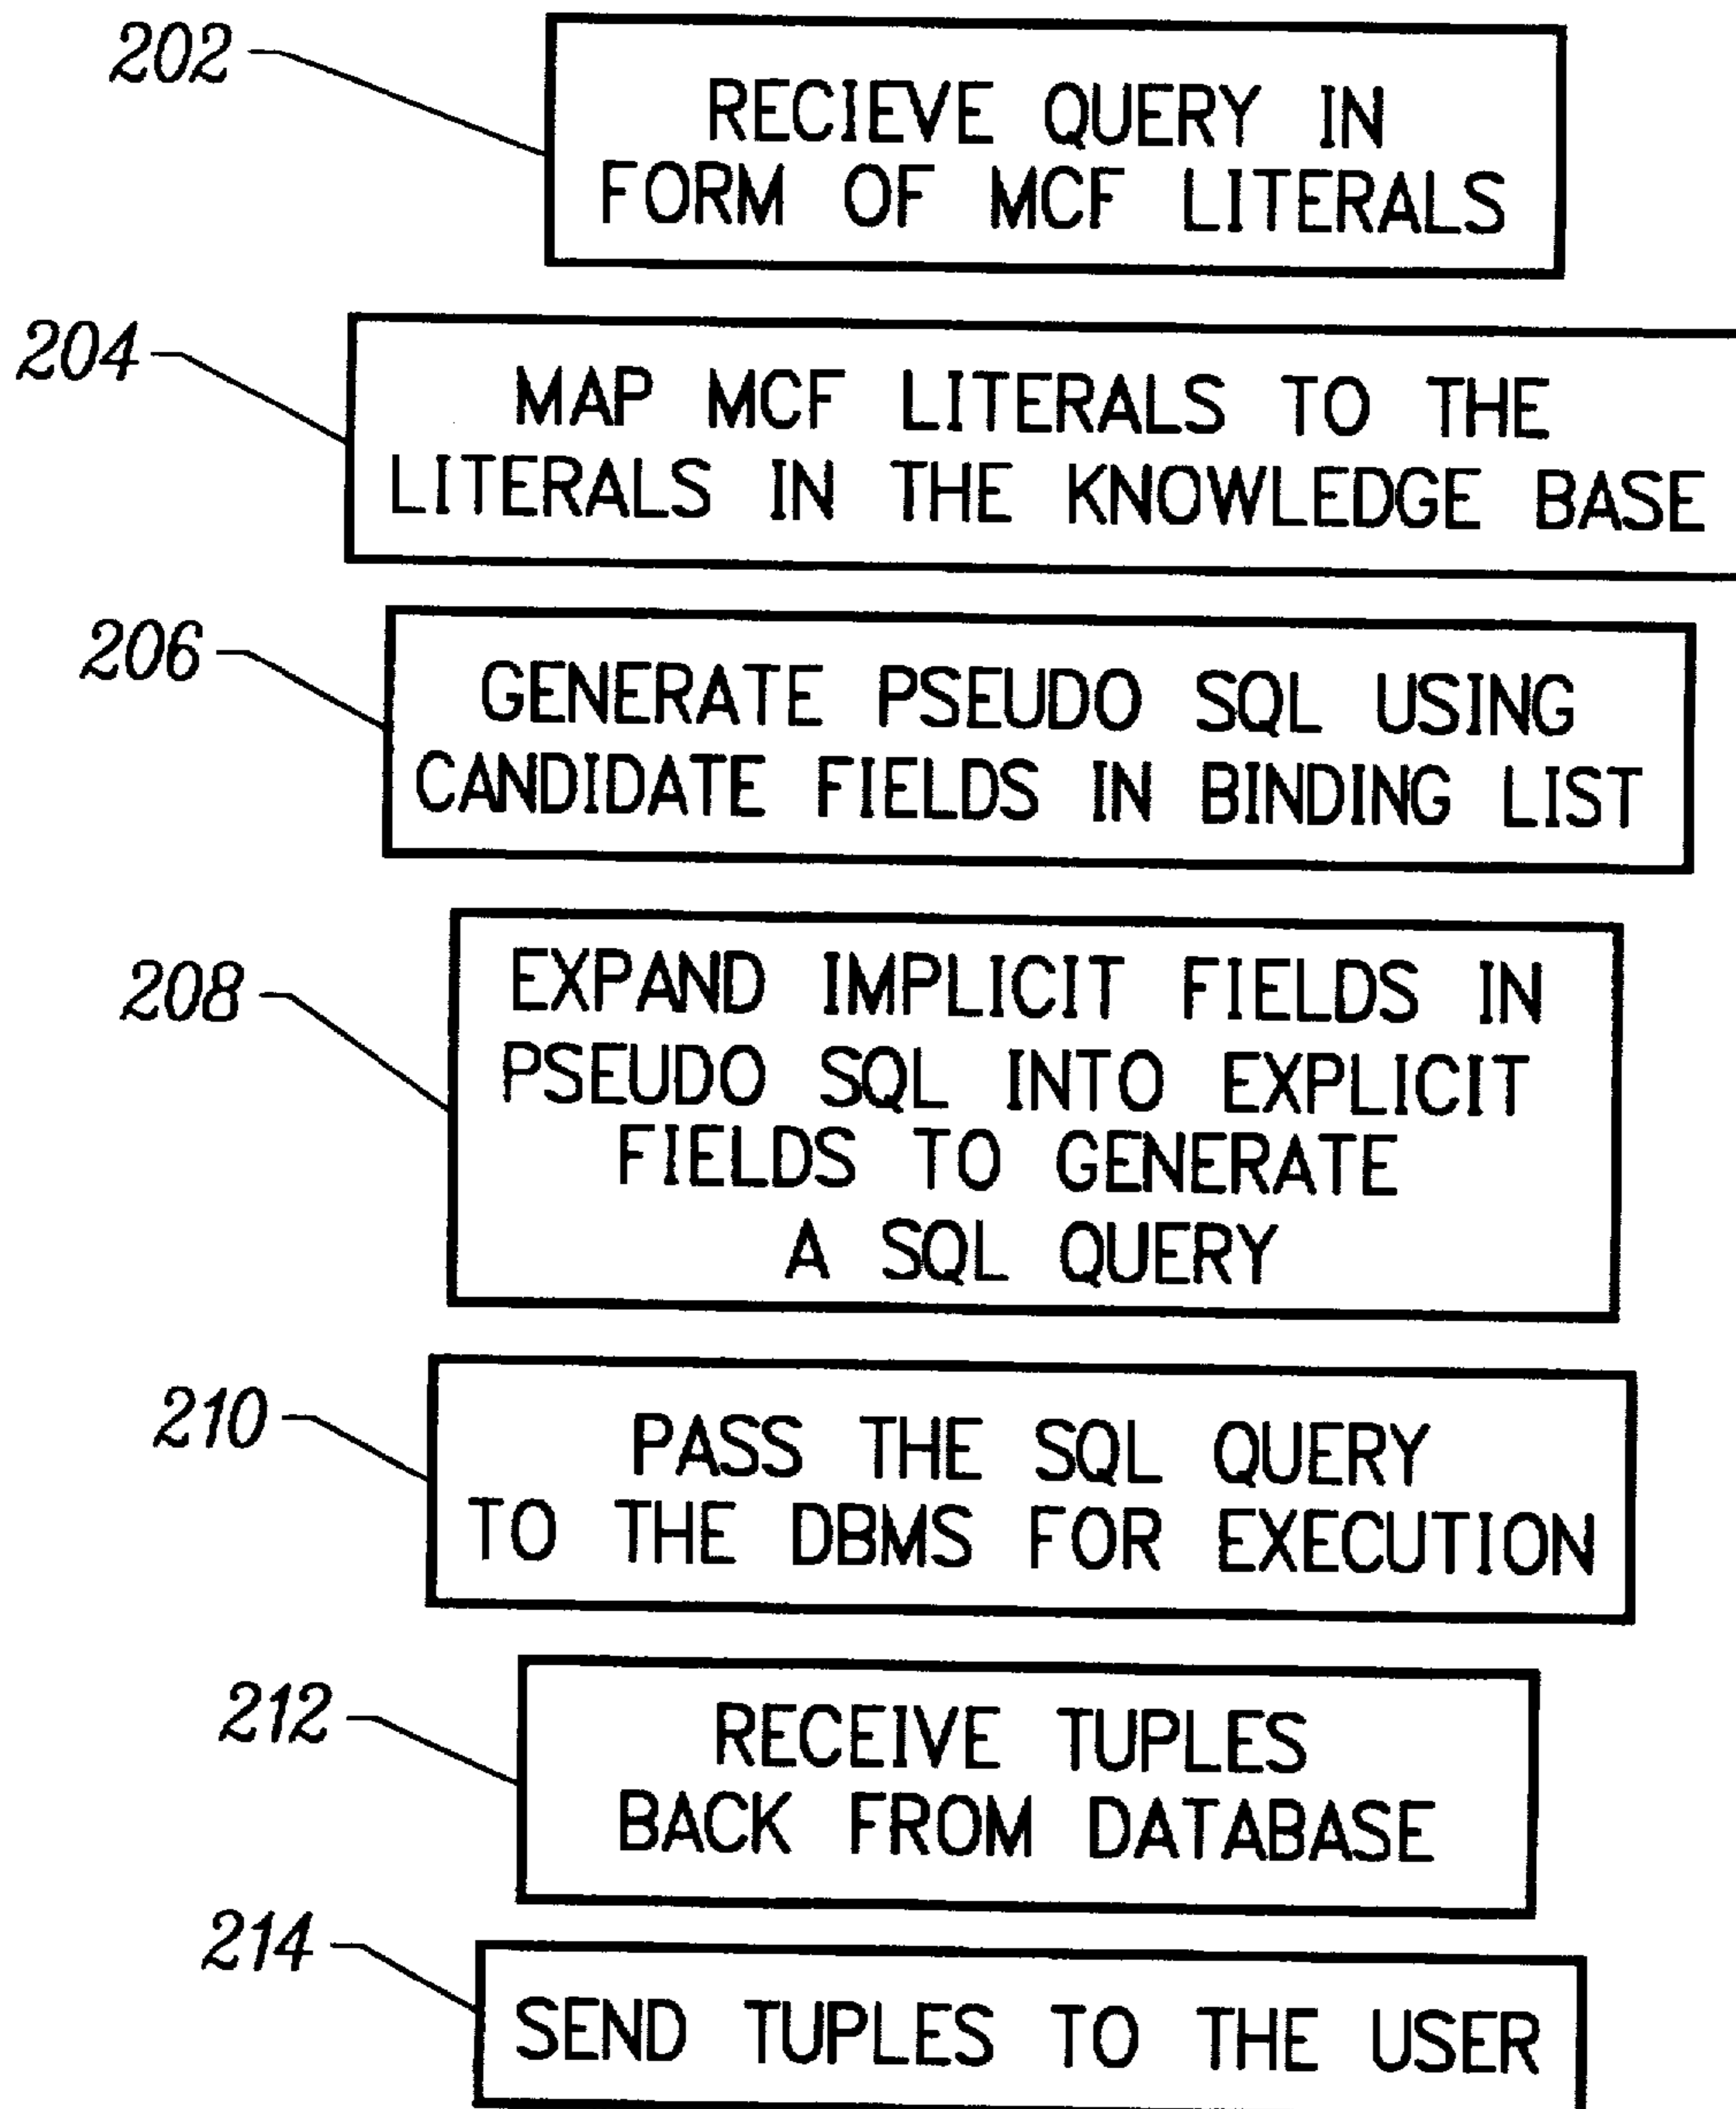 202
RECIEVE QUERY IN
FORM OF MCF LITERALS
204
MAP MCF LITERALS TO THE
LITERALS IN THE KNOWLEDGE BASE
206
GENERATE PSEUDO SQL USING
CANDIDATE FIELDS IN BINDING LIST
208
EXPAND IMPLICIT FIELDS IN
PSEUDO SQL INTO EXPLICIT
FIELDS TO GENERATE
A SQL QUERY
210
PASS THE SQL QUERY
TO THE DBMS FOR EXECUTION
212
RECEIVE TUPLES
BACK FROM DATABASE
214
SEND TUPLES TO THE USER